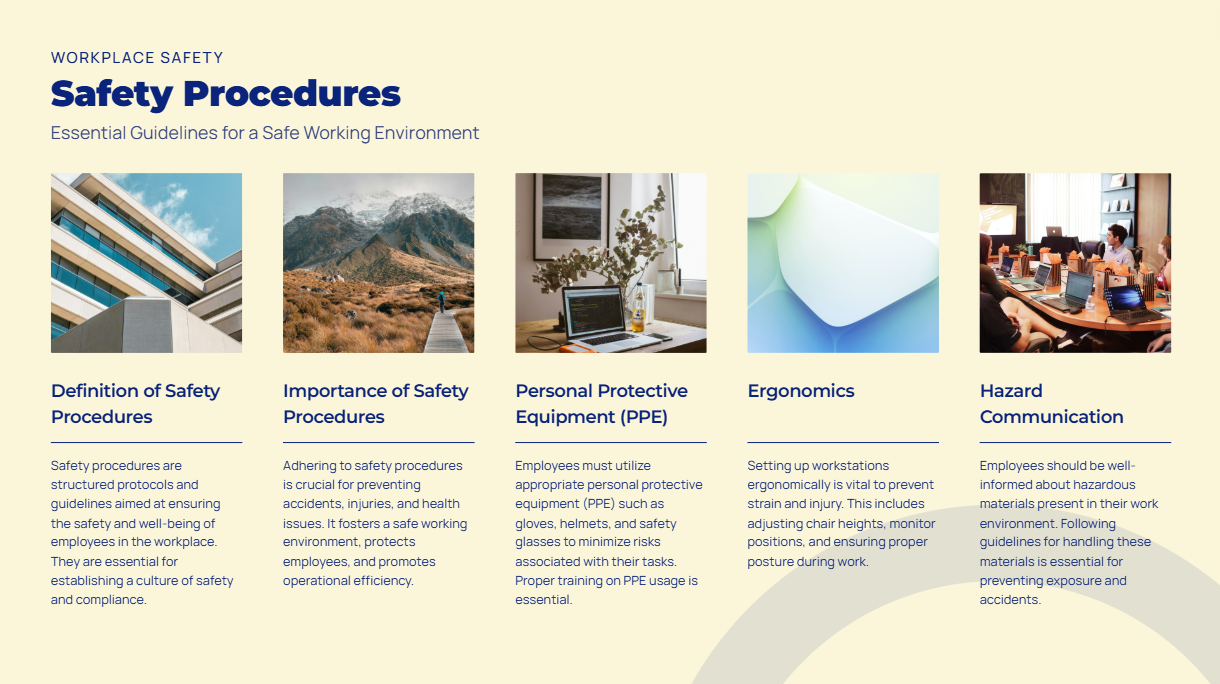 WORKPLACE SAFETY
Safety Procedures
Essential Guidelines for a Safe Working Environment
Definition of Safety
Procedures
Safety procedures are
structured protocols and
guidelines aimed at ensuring
the safety and well-being of
employees in the workplace.
They are essential for
establishing a culture of safety
and compliance.
Importance of Safety
Procedures
Adhering to safety procedures
is crucial for preventing
accidents, injuries, and health
issues. It fosters a safe working
environment, protects
employees, and promotes
operational efficiency.
Personal Protective
Equipment (PPE)
Employees must utilize
appropriate personal protective
equipment (PPE) such as
gloves, helmets, and safety
glasses to minimize risks
associated with their tasks.
Proper training on PPE usage is
essential.
Ergonomics
Setting up workstations
ergonomically is vital to prevent
strain and injury. This includes
adjusting chair heights, monitor
positions, and ensuring proper
posture during work.
Hazard
Communication
Employees should be well-
informed about hazardous
materials present in their work
environment. Following
guidelines for handling these
materials is essential for
preventing exposure and
accidents.